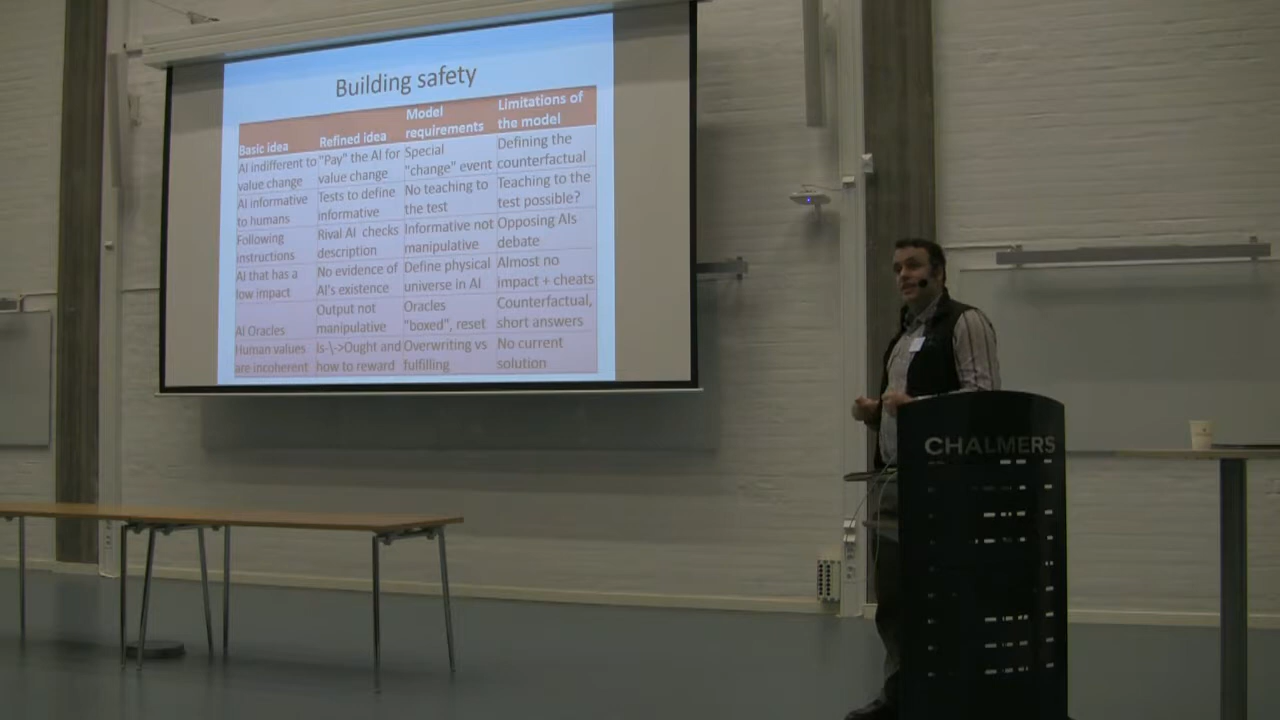 Building safety
Basic idea
Refined idea
Model
requirements
Limitations of
the model
AI indifferent to
value change
"Pay" the AI for
value change
Special
"change" event
Defining the
counterfactual
AI informative
to humans
Tests to define
informative
No teaching to
the test
Teaching to the
test possible?
Following
instructions
Rival AI checks
description
Informative not
manipulative
Opposing AIs
debate
AI that has a
low impact
No evidence of
AI's existence
Define physical
universe in AI
Almost no
impact + cheats
AI Oracles
Output not
manipulative
Oracles
"boxed", reset
Counterfactual,
short answers
Human values
are incoherent
Is-\->Ought and
how to reward
Overwriting vs
fulfilling
No current
solution
CHALMERS